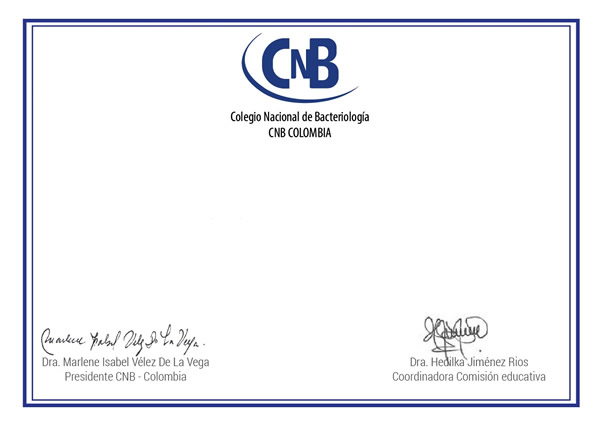 CNB
Colegio Nacional de Bacteriología
CNB COLOMBIA
Marlene Isabel Vélez De La Vega.
Dra. Marlene Isabel Vélez De La Vega
Presidente CNB - Colombia
Dra. Hedilka Jiménez Rios
Coordinadora Comisión educativa